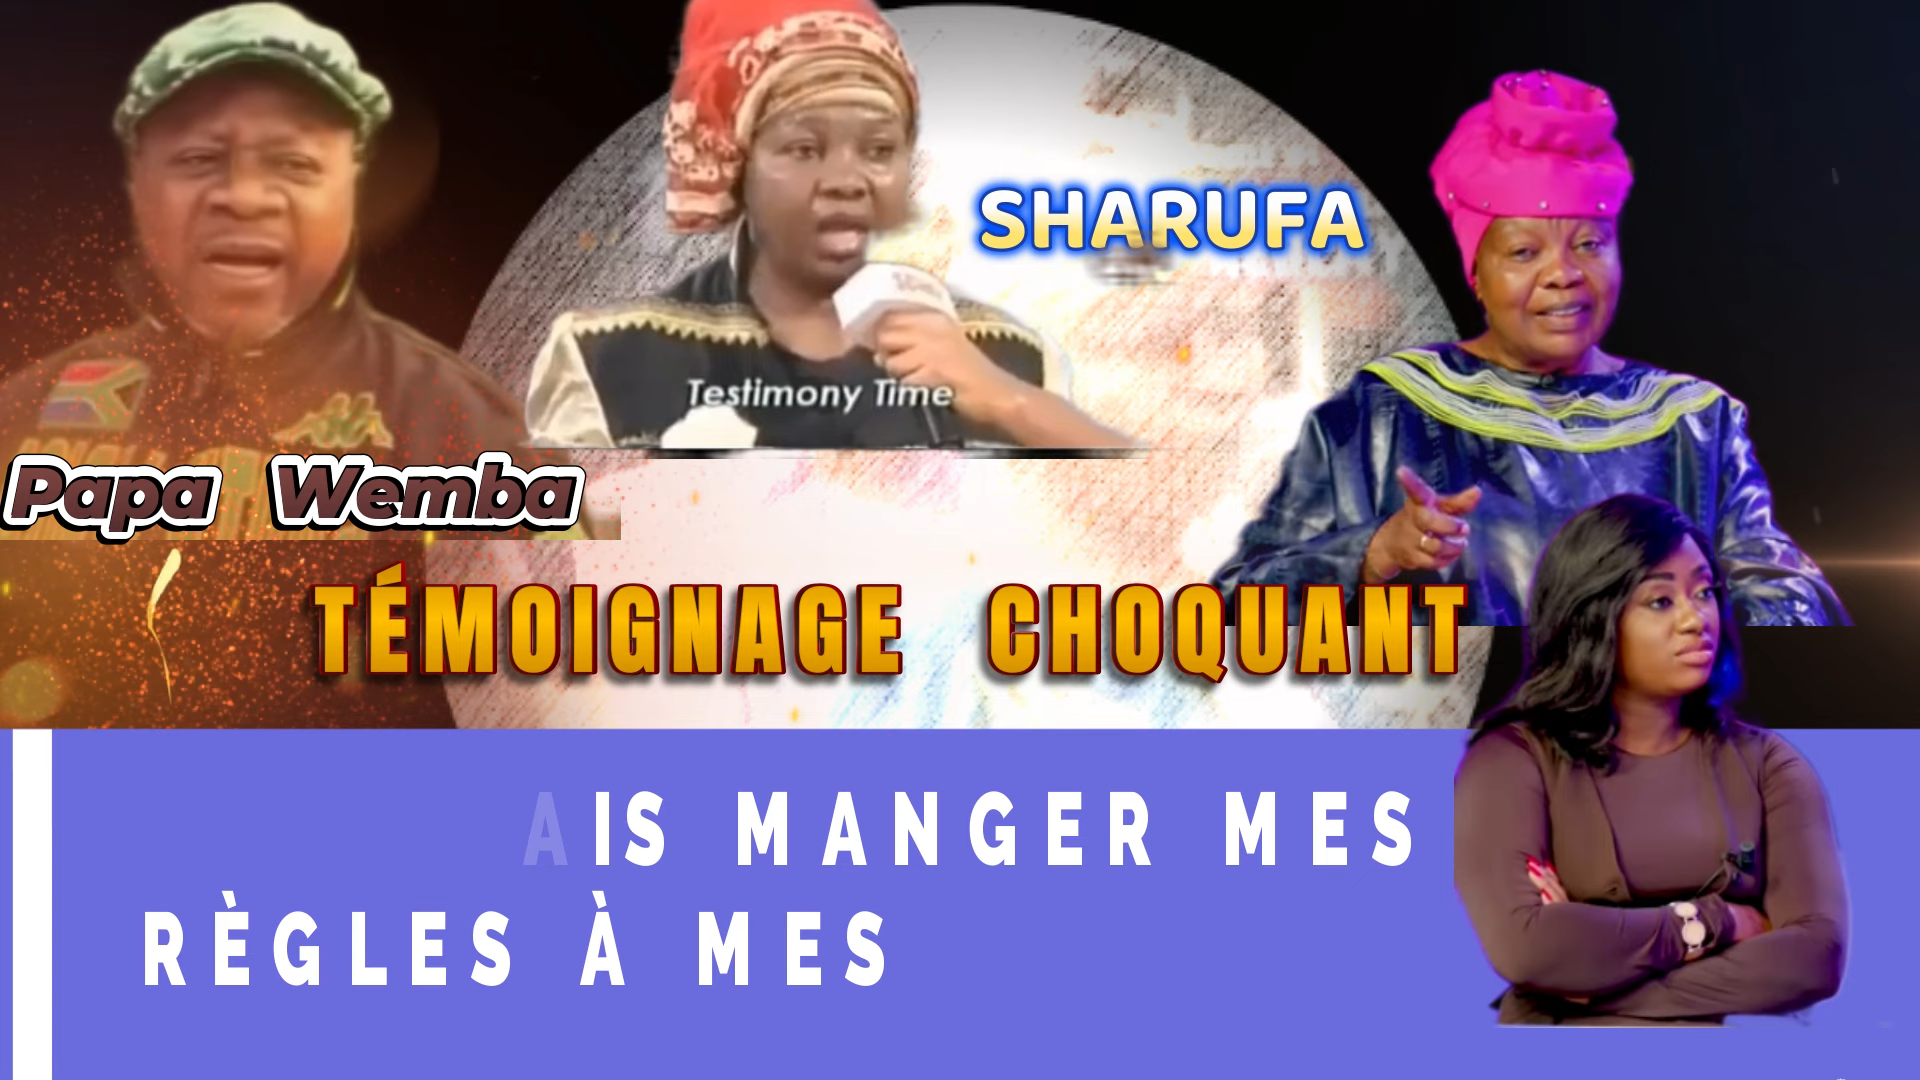 SHARUFA
Testimony Time
Papa Wemba
TÉMOIGNAGE CHOQUANT
AIS MANGER MES
RÈGLES À MES